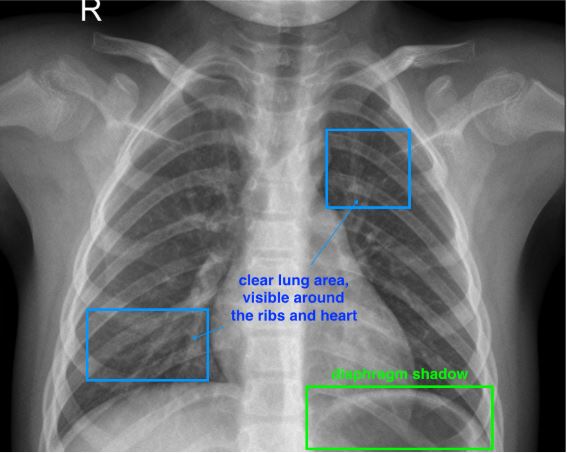 R
clear lung area,
visible around
the ribs and heart
diaphragm shadow